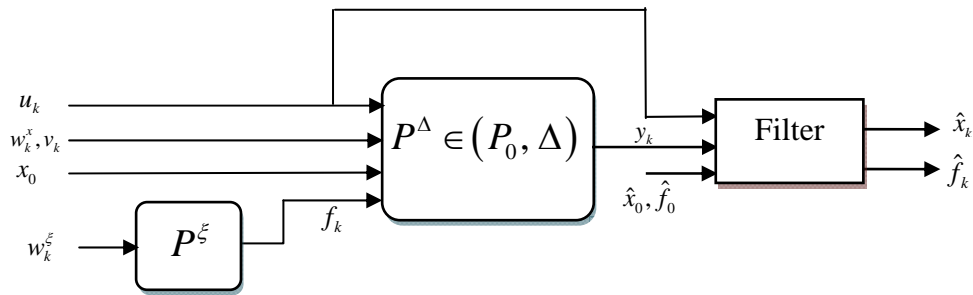 u_k
w_k^x, v_k
x_0
w_k^ξ
P^ξ
f_k
P^Δ ∈ (P_0, Δ)
y_k
x̂_0, f̂_0
Filter
x̂_k
f̂_k